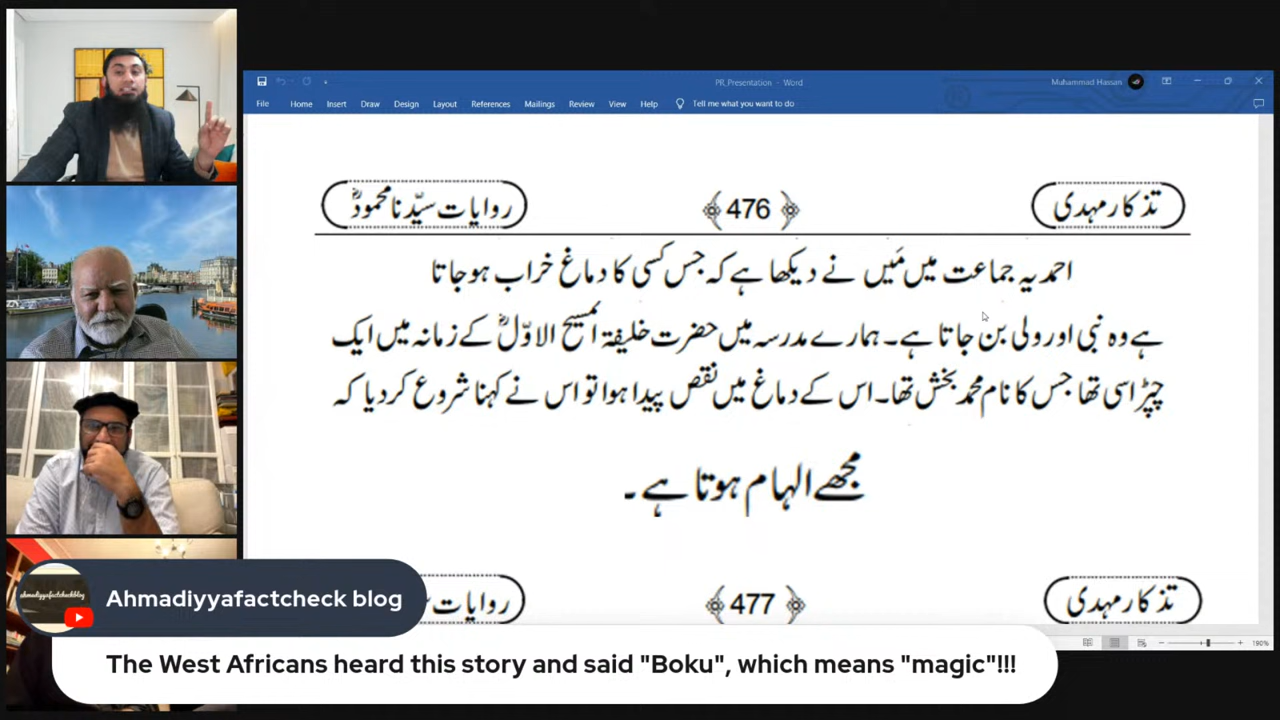 PR_Presentation - Word
Muhammad Hassan
File Home Insert Draw Design Layout References Mailings Review View Help Tell me what you want to do
تذکار مہدی 476 روایات سیّدنا محمودؓ
احمدیہ جماعت میں مَیں نے دیکھا ہے کہ جس کسی کا دماغ خراب ہو جاتا
ہے وہ نبی اور ولی بن جاتا ہے۔ ہمارے مدرسہ میں حضرت خلیفۃ المسیح الاوّلؓ کے زمانہ میں ایک
چپڑاسی تھا جس کا نام محمد بخش تھا۔ اس کے دماغ میں نقص پیدا ہوا تو اس نے کہنا شروع کر دیا کہ
مجھے الہام ہوتا ہے۔
تذکار مہدی 477 روایات
190%
Ahmadiyyafactcheck blog
The West Africans heard this story and said "Boku", which means "magic"!!!